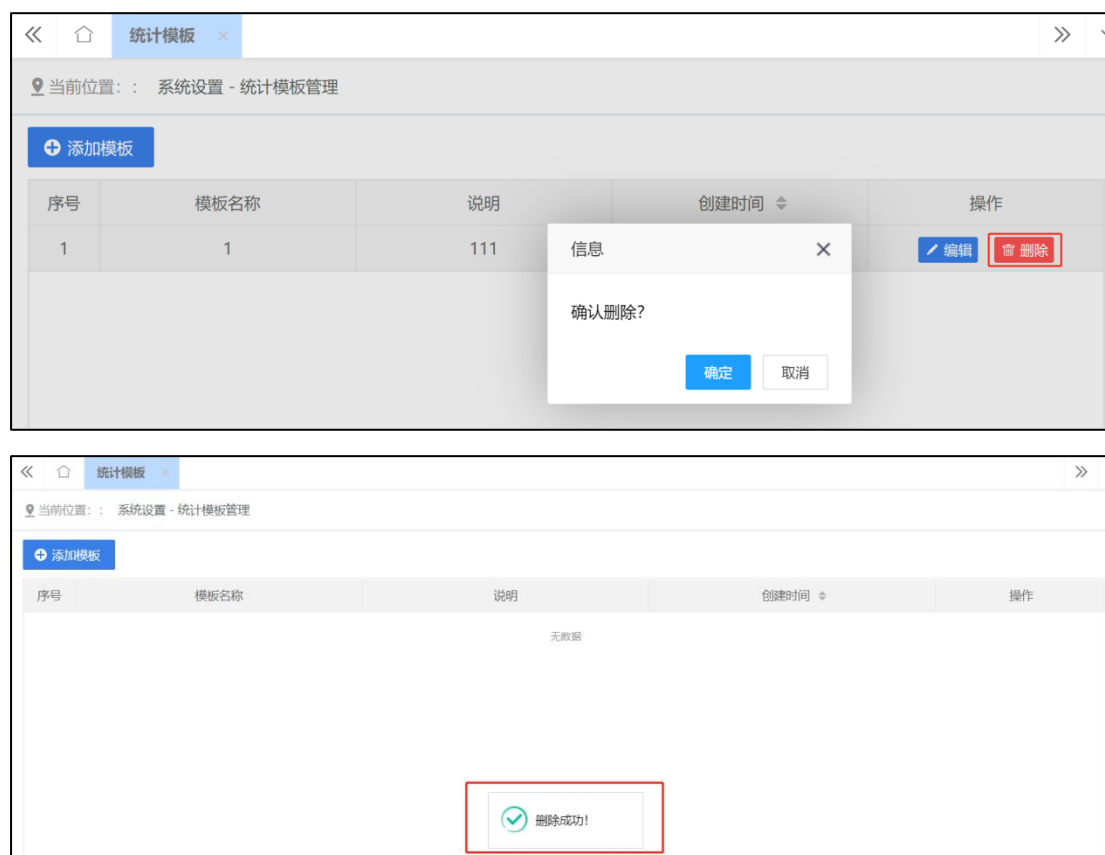 统计模板
当前位置: : 系统设置 - 统计模板管理
添加模板
序号 模板名称 说明 创建时间 操作
1 1 111 编辑 删除
信息
确认删除?
确定 取消
统计模板
当前位置: : 系统设置 - 统计模板管理
添加模板
序号 模板名称 说明 创建时间 操作
无数据
删除成功!